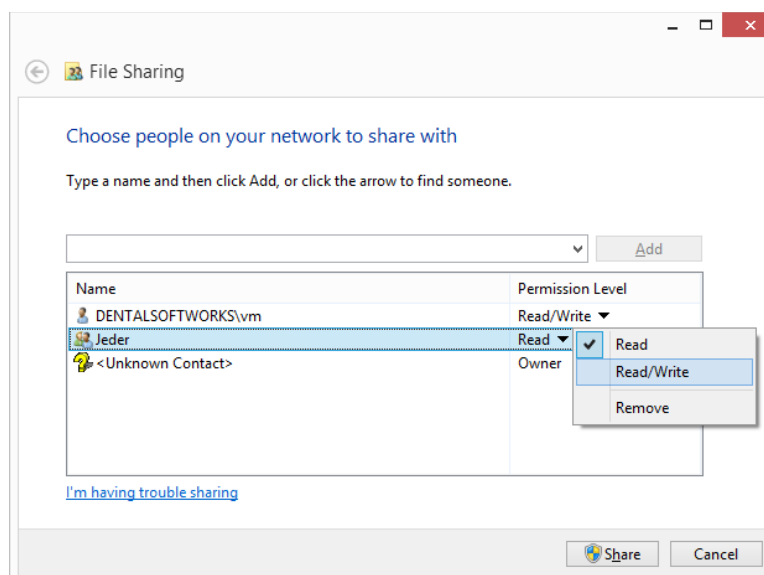 File Sharing
Choose people on your network to share with
Type a name and then click Add, or click the arrow to find someone.
Add
Name Permission Level
DENTALSOFTWORKS\vm Read/Write
Jeder Read
Read
<Unknown Contact> Owner
Read/Write
Remove
I'm having trouble sharing
Share Cancel